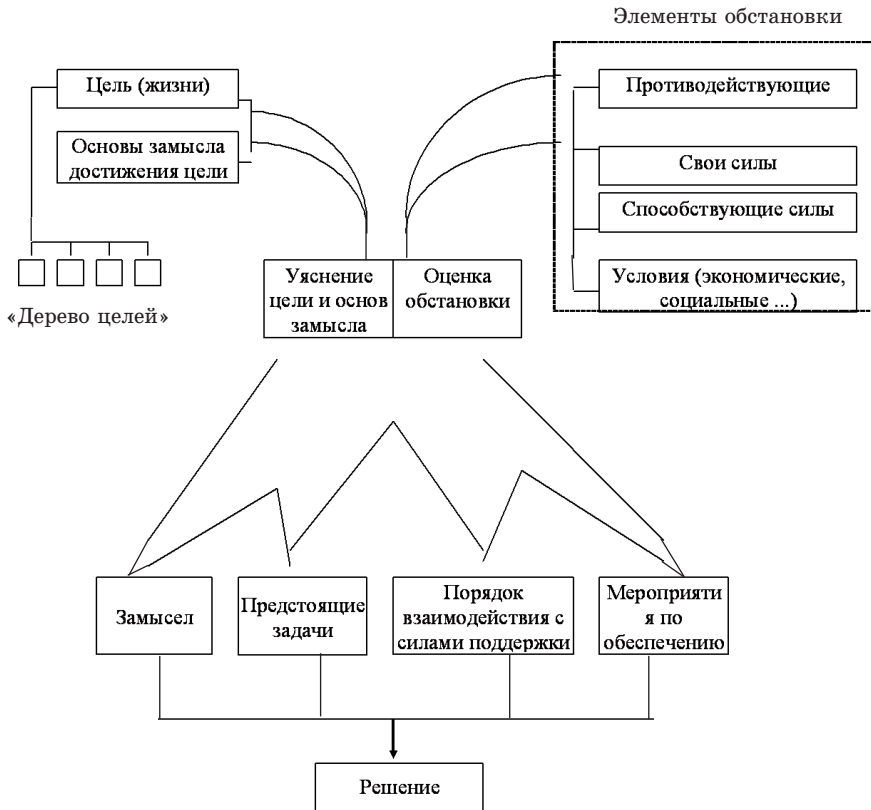 Элементы обстановки
Цель (жизни)
Основы замысла
достижения цели
«Дерево целей»
Противодействующие
Свои силы
Способствующие силы
Условия (экономические,
социальные ...)
Уяснение
цели и основ
замысла
Оценка
обстановки
Замысел
Предстоящие
задачи
Порядок
взаимодействия с
силами поддержки
Мероприяти
я по
обеспечению
Решение